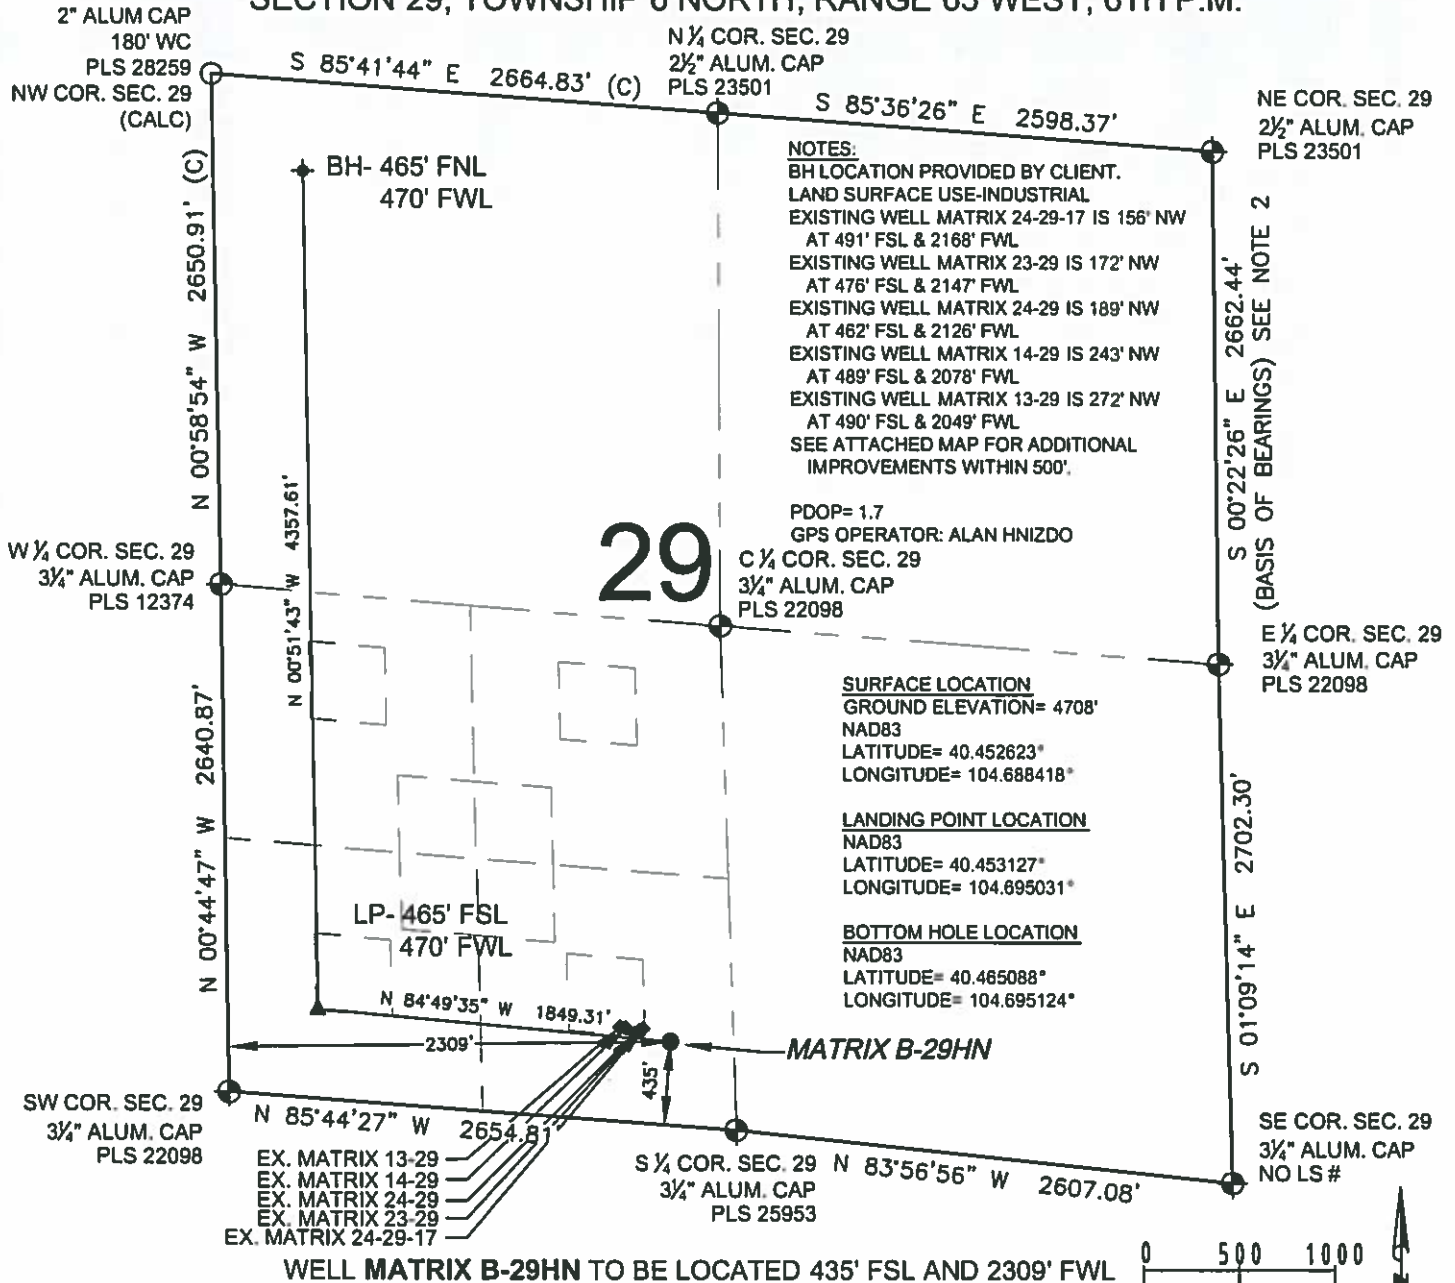 SECTION 29, TOWNSHIP 6 NORTH, RANGE 65 WEST, 6TH P.M.
2" ALUM CAP
180' WC
PLS 28259
NW COR. SEC. 29
(CALC)
S 85°41'44" E 2664.83' (C)
N 1/4 COR. SEC. 29
2½" ALUM. CAP
PLS 23501
S 85°36'26" E 2598.37'
NE COR. SEC. 29
2½" ALUM. CAP
PLS 23501
BH- 465' FNL
470' FWL
NOTES:
BH LOCATION PROVIDED BY CLIENT.
LAND SURFACE USE-INDUSTRIAL
EXISTING WELL MATRIX 24-29-17 IS 156' NW
AT 491' FSL & 2168' FWL
EXISTING WELL MATRIX 23-29 IS 172' NW
AT 476' FSL & 2147' FWL
EXISTING WELL MATRIX 24-29 IS 189' NW
AT 462' FSL & 2126' FWL
EXISTING WELL MATRIX 14-29 IS 243' NW
AT 489' FSL & 2078' FWL
EXISTING WELL MATRIX 13-29 IS 272' NW
AT 490' FSL & 2049' FWL
SEE ATTACHED MAP FOR ADDITIONAL
IMPROVEMENTS WITHIN 500'.
PDOP= 1.7
GPS OPERATOR: ALAN HNIZDO
N 00°58'54" W 2650.91' (C)
N 00°51'43" W 4357.61'
S 00°22'26" E 2662.44'
(BASIS OF BEARINGS) SEE NOTE 2
29
W 1/4 COR. SEC. 29
3¼" ALUM. CAP
PLS 12374
C 1/4 COR. SEC. 29
3¼" ALUM. CAP
PLS 22098
E 1/4 COR. SEC. 29
3¼" ALUM. CAP
PLS 22098
SURFACE LOCATION
GROUND ELEVATION= 4708'
NAD83
LATITUDE= 40.452623°
LONGITUDE= 104.688418°
LANDING POINT LOCATION
NAD83
LATITUDE= 40.453127°
LONGITUDE= 104.695031°
BOTTOM HOLE LOCATION
NAD83
LATITUDE= 40.465088°
LONGITUDE= 104.695124°
N 00°44'47" W 2640.87'
S 01°09'14" E 2702.30'
LP- 465' FSL
470' FWL
N 84°49'35" W 1849.31'
2309'
435'
MATRIX B-29HN
SW COR. SEC. 29
3¼" ALUM. CAP
PLS 22098
N 85°44'27" W 2654.81'
EX. MATRIX 13-29
EX. MATRIX 14-29
EX. MATRIX 24-29
EX. MATRIX 23-29
EX. MATRIX 24-29-17
S 1/4 COR. SEC. 29
3¼" ALUM. CAP
PLS 25953
N 83°56'56" W 2607.08'
SE COR. SEC. 29
3¼" ALUM. CAP
NO LS #
WELL MATRIX B-29HN TO BE LOCATED 435' FSL AND 2309' FWL
0 500 1000